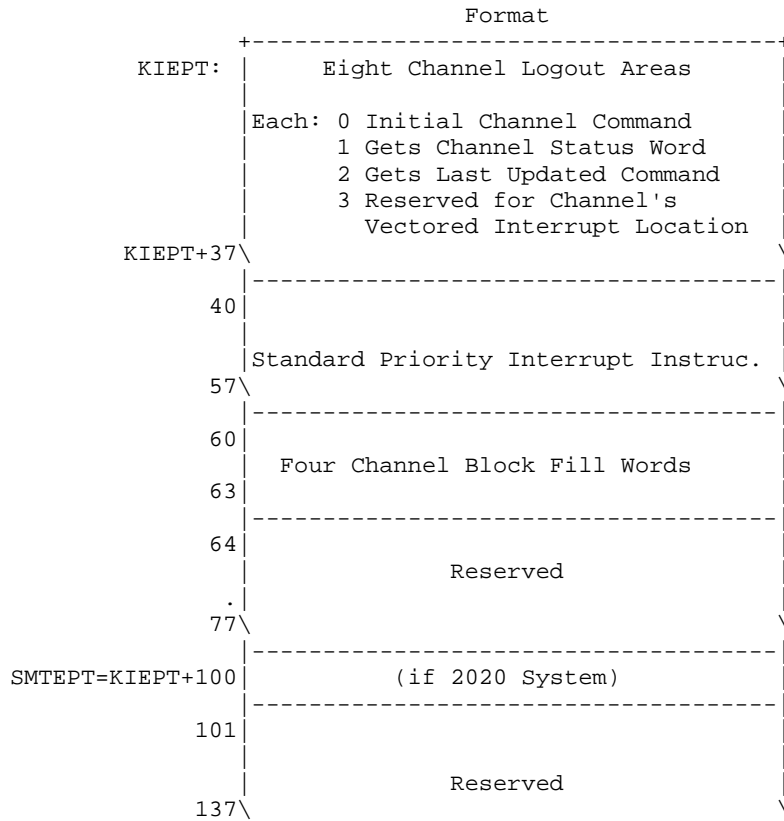 Format
KIEPT: Eight Channel Logout Areas
Each: 0 Initial Channel Command
1 Gets Channel Status Word
2 Gets Last Updated Command
3 Reserved for Channel's
Vectored Interrupt Location
KIEPT+37\
40
Standard Priority Interrupt Instruc.
57\
60
Four Channel Block Fill Words
63
64
Reserved
.
77\
SMTEPT=KIEPT+100 (if 2020 System)
101
Reserved
137\